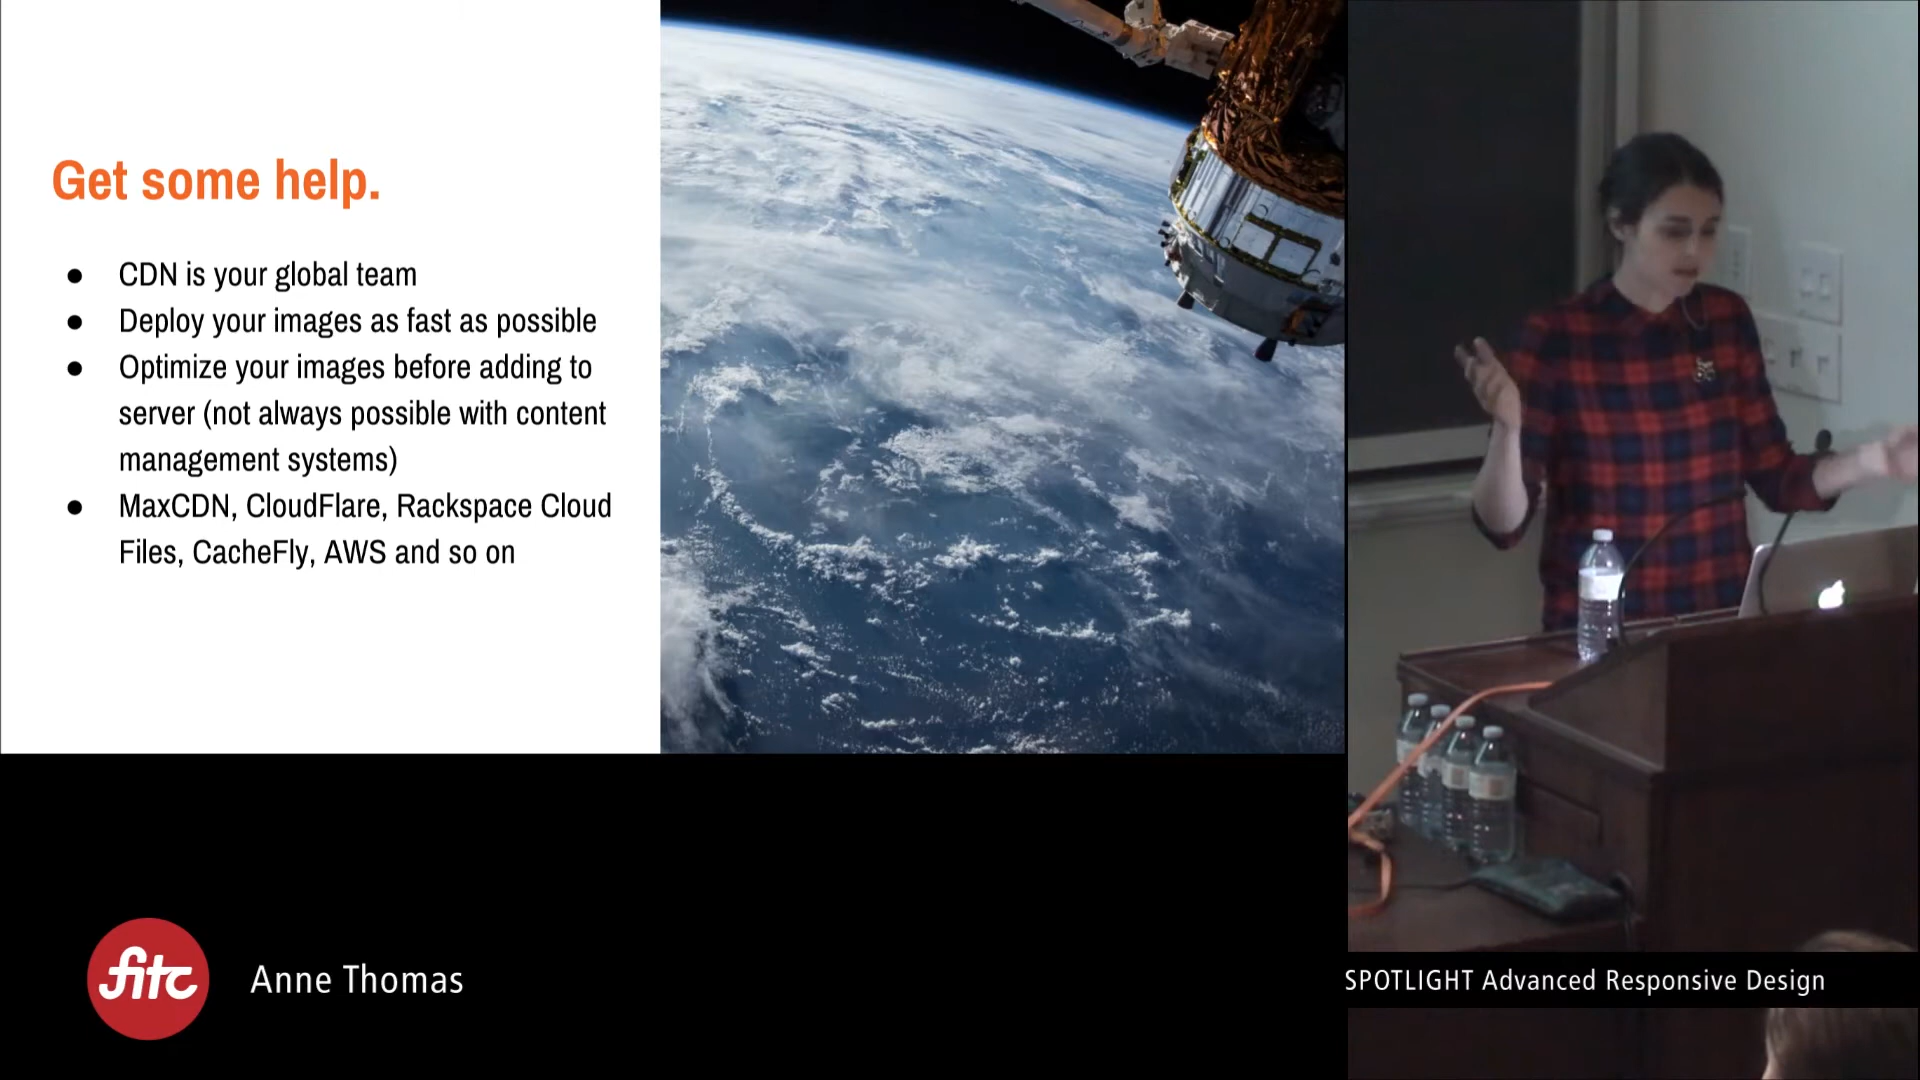 Get some help.
● CDN is your global team
● Deploy your images as fast as possible
● Optimize your images before adding to
server (not always possible with content
management systems)
● MaxCDN, CloudFlare, Rackspace Cloud
Files, CacheFly, AWS and so on
fitc
Anne Thomas
SPOTLIGHT Advanced Responsive Design